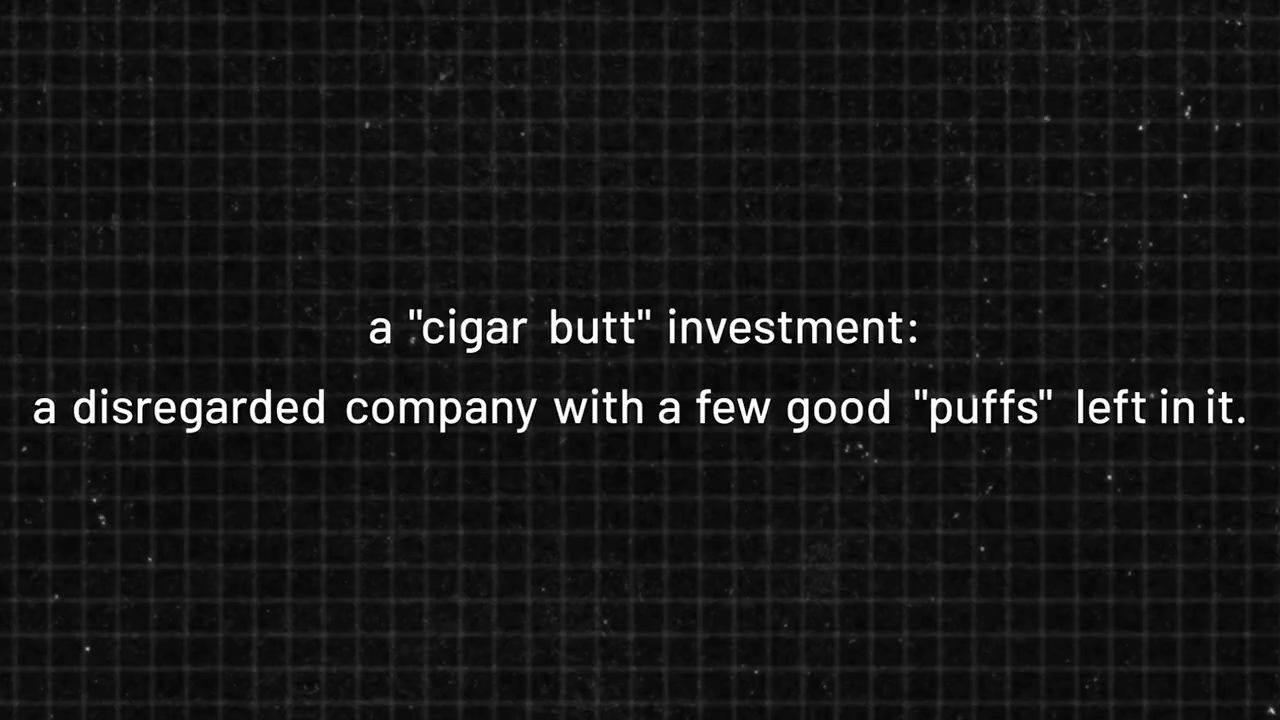 a "cigar butt" investment:
a disregarded company with a few good "puffs" left in it.